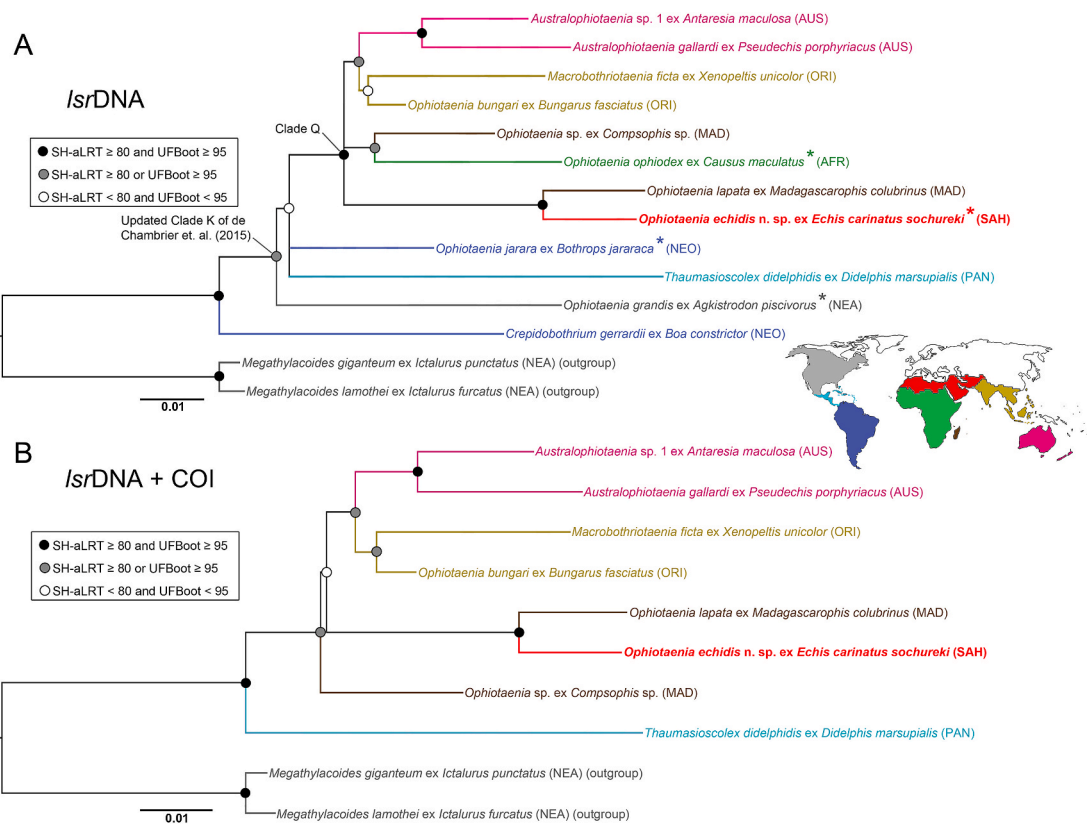 A
lsrDNA
SH-aLRT ≥ 80 and UFBoot ≥ 95
SH-aLRT ≥ 80 or UFBoot ≥ 95
SH-aLRT < 80 and UFBoot < 95
Clade Q
Updated Clade K of de
Chambrier et. al. (2015)
Australophiotaenia sp. 1 ex Antaresia maculosa (AUS)
Australophiotaenia gallardi ex Pseudechis porphyriacus (AUS)
Macrobothriotaenia ficta ex Xenopeltis unicolor (ORI)
Ophiotaenia bungari ex Bungarus fasciatus (ORI)
Ophiotaenia sp. ex Compsophis sp. (MAD)
Ophiotaenia ophiodex ex Causus maculatus * (AFR)
Ophiotaenia lapata ex Madagascarophis colubrinus (MAD)
Ophiotaenia echidis n. sp. ex Echis carinatus sochureki * (SAH)
Ophiotaenia jarara ex Bothrops jararaca * (NEO)
Thaumasioscolex didelphidis ex Didelphis marsupialis (PAN)
Ophiotaenia grandis ex Agkistrodon piscivorus * (NEA)
Crepidobothrium gerrardii ex Boa constrictor (NEO)
Megathylacoides giganteum ex Ictalurus punctatus (NEA) (outgroup)
Megathylacoides lamothei ex Ictalurus furcatus (NEA) (outgroup)
0.01
B
lsrDNA + COI
SH-aLRT ≥ 80 and UFBoot ≥ 95
SH-aLRT ≥ 80 or UFBoot ≥ 95
SH-aLRT < 80 and UFBoot < 95
Australophiotaenia sp. 1 ex Antaresia maculosa (AUS)
Australophiotaenia gallardi ex Pseudechis porphyriacus (AUS)
Macrobothriotaenia ficta ex Xenopeltis unicolor (ORI)
Ophiotaenia bungari ex Bungarus fasciatus (ORI)
Ophiotaenia lapata ex Madagascarophis colubrinus (MAD)
Ophiotaenia echidis n. sp. ex Echis carinatus sochureki (SAH)
Ophiotaenia sp. ex Compsophis sp. (MAD)
Thaumasioscolex didelphidis ex Didelphis marsupialis (PAN)
Megathylacoides giganteum ex Ictalurus punctatus (NEA) (outgroup)
Megathylacoides lamothei ex Ictalurus furcatus (NEA) (outgroup)
0.01